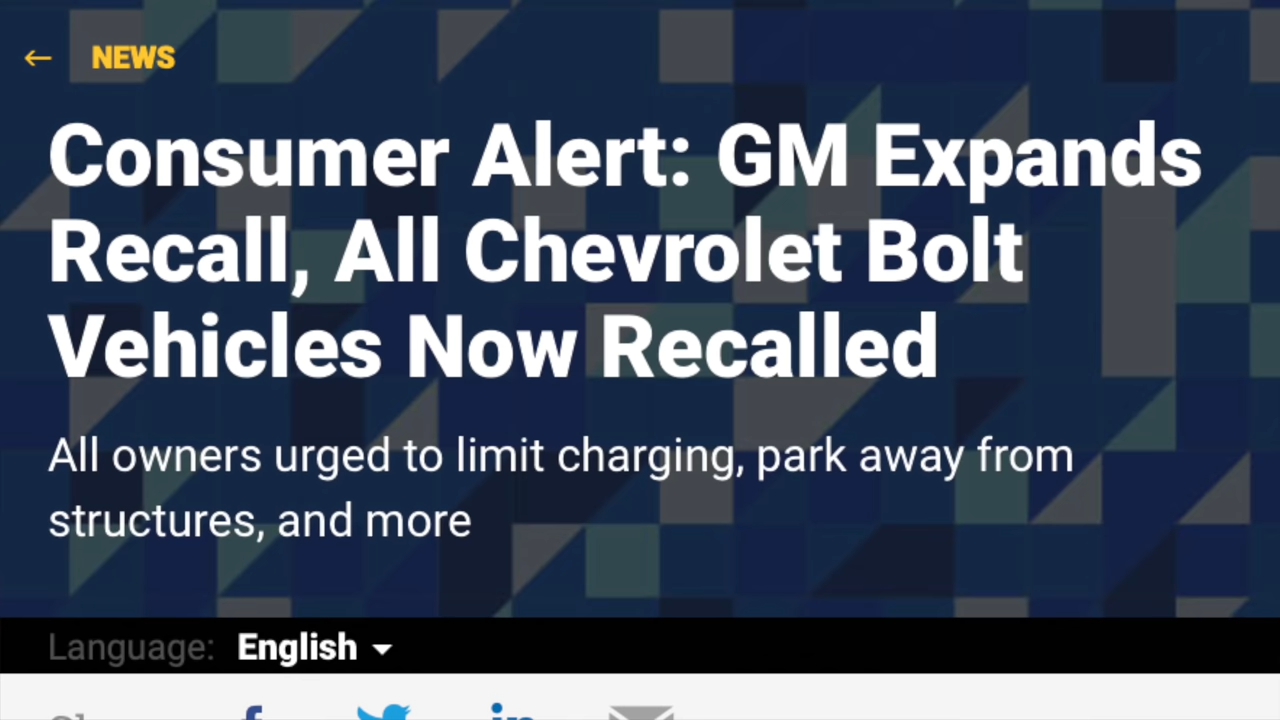 ← NEWS
Consumer Alert: GM Expands
Recall, All Chevrolet Bolt
Vehicles Now Recalled
All owners urged to limit charging, park away from
structures, and more
Language: English